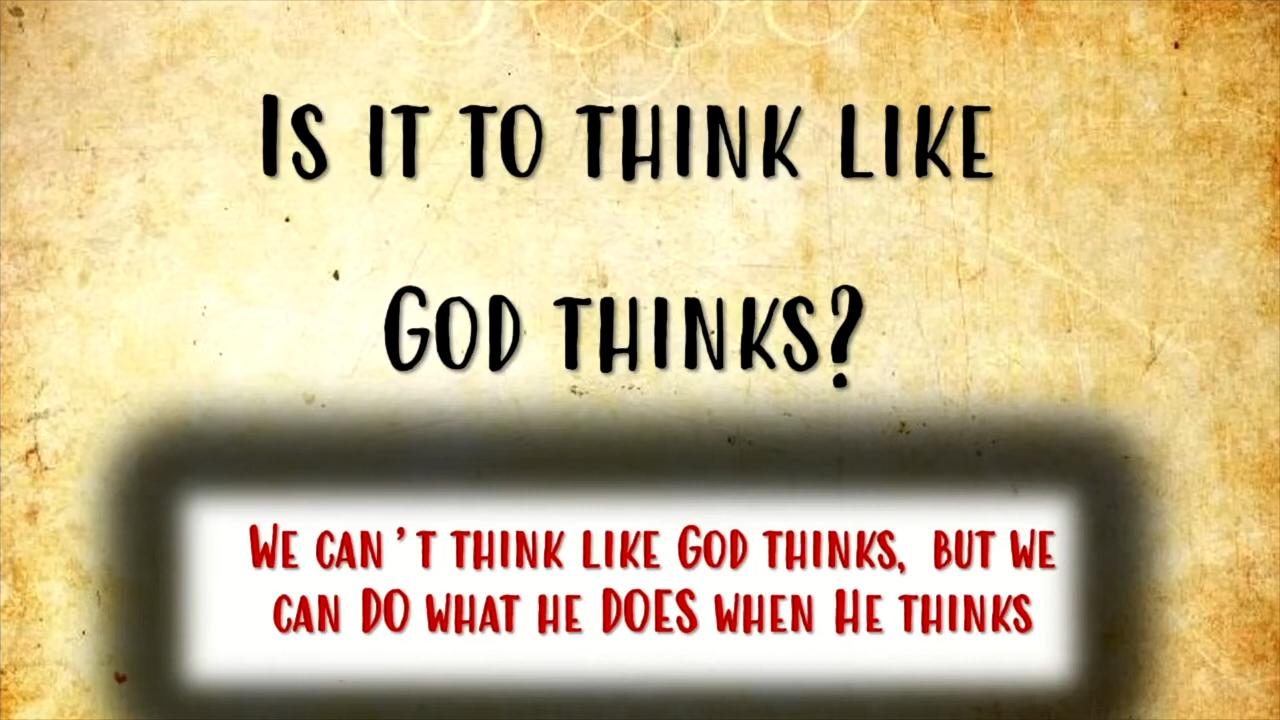 Is it to think like
God thinks?
We can't think like God thinks, but we
can DO what he DOES when He thinks